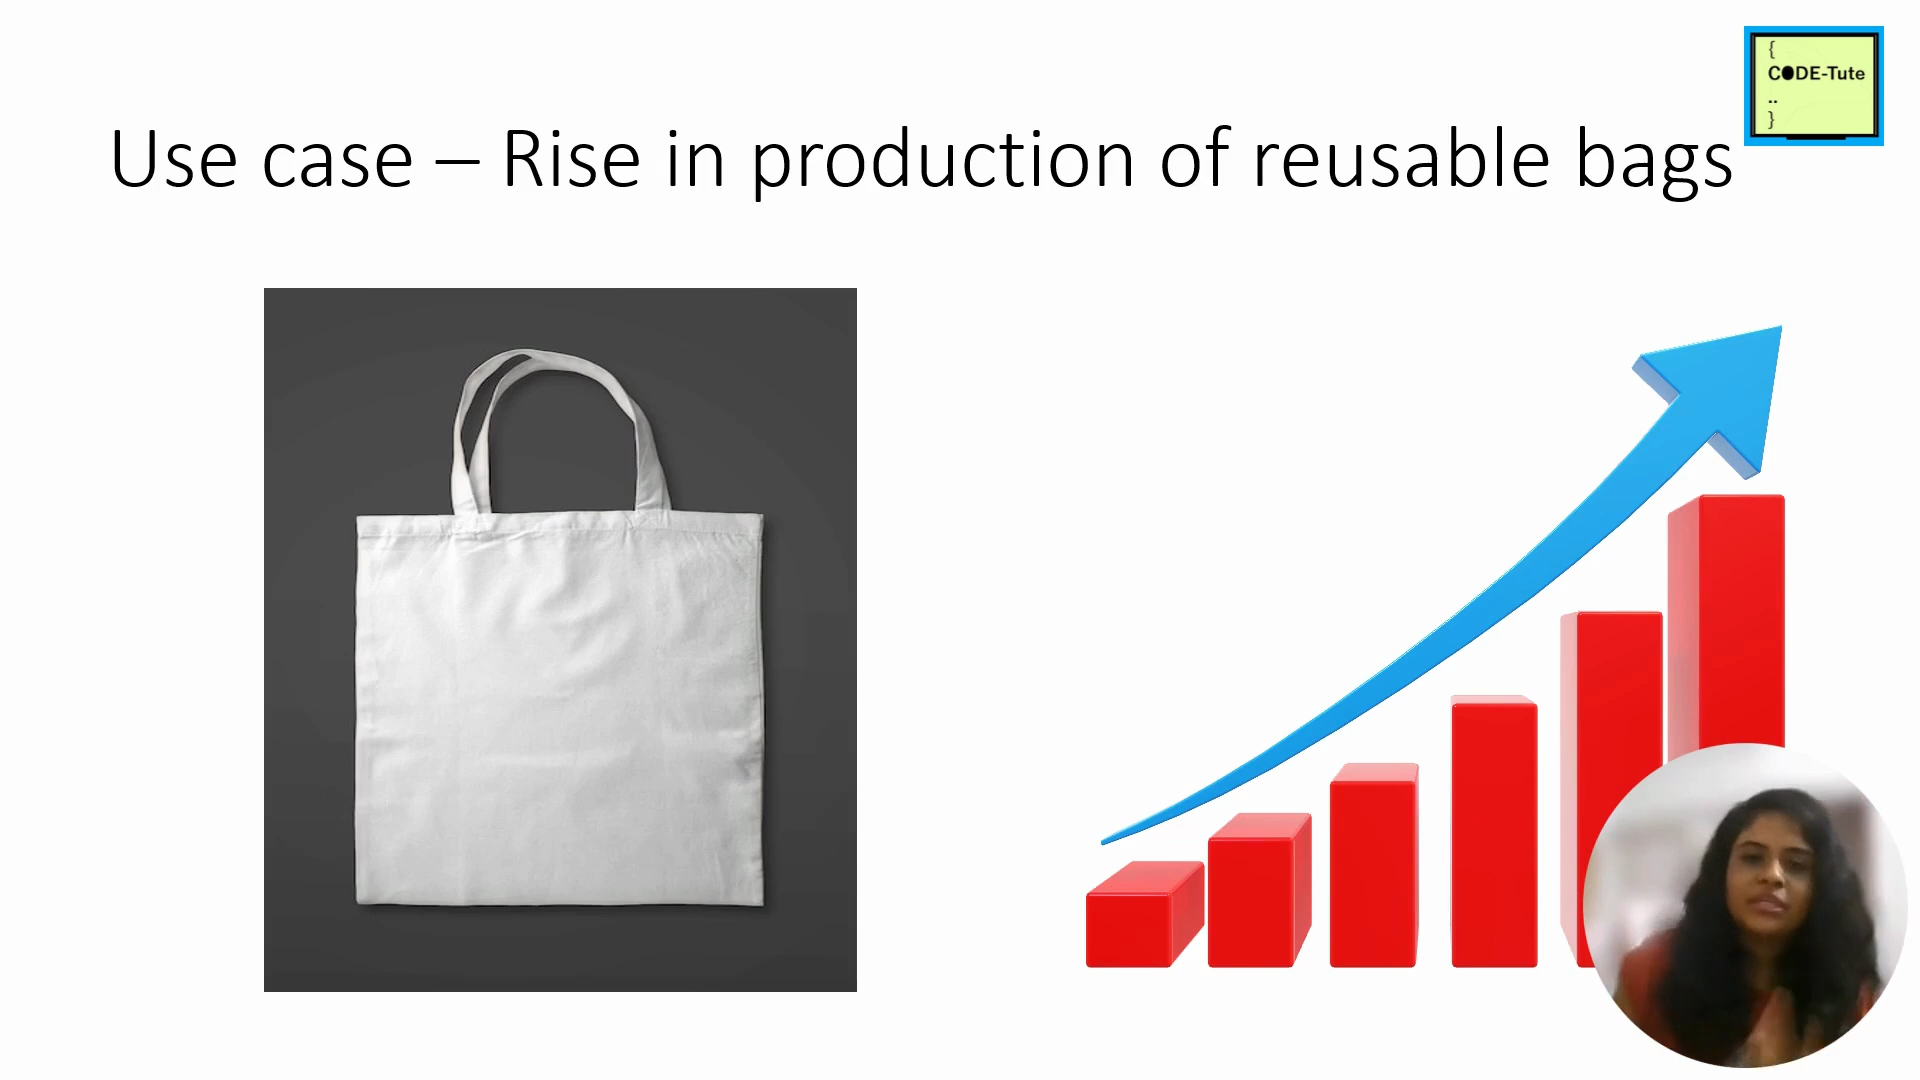 {
CODE-Tute
..
}
Use case – Rise in production of reusable bags